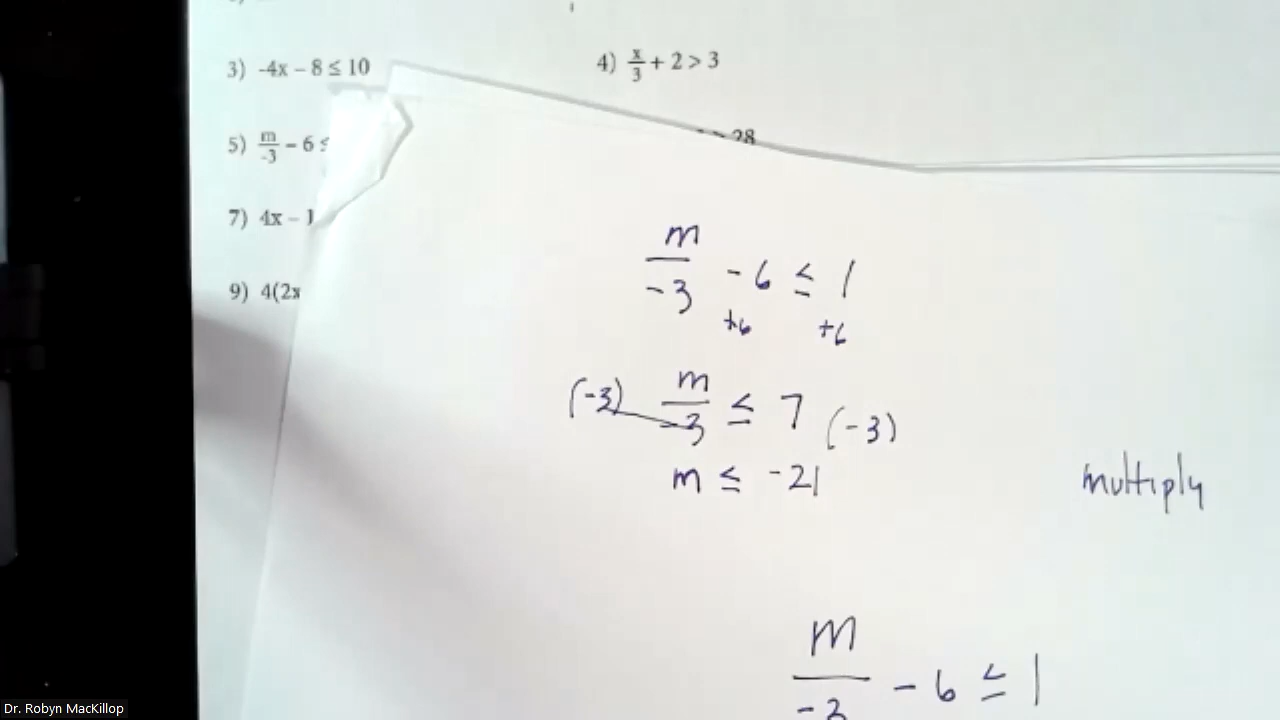 3) -4x – 8 ≤ 10
4) x/3 + 2 > 3
5) m/-3 – 6 ≤
28
7) 4x – 1
9) 4(2x
m/-3 - 6 ≤ 1
+6 +6
(-3) m/-3 ≤ 7 (-3)
m ≤ -21
multiply
m/-3 - 6 ≤ 1
Dr. Robyn MacKillop